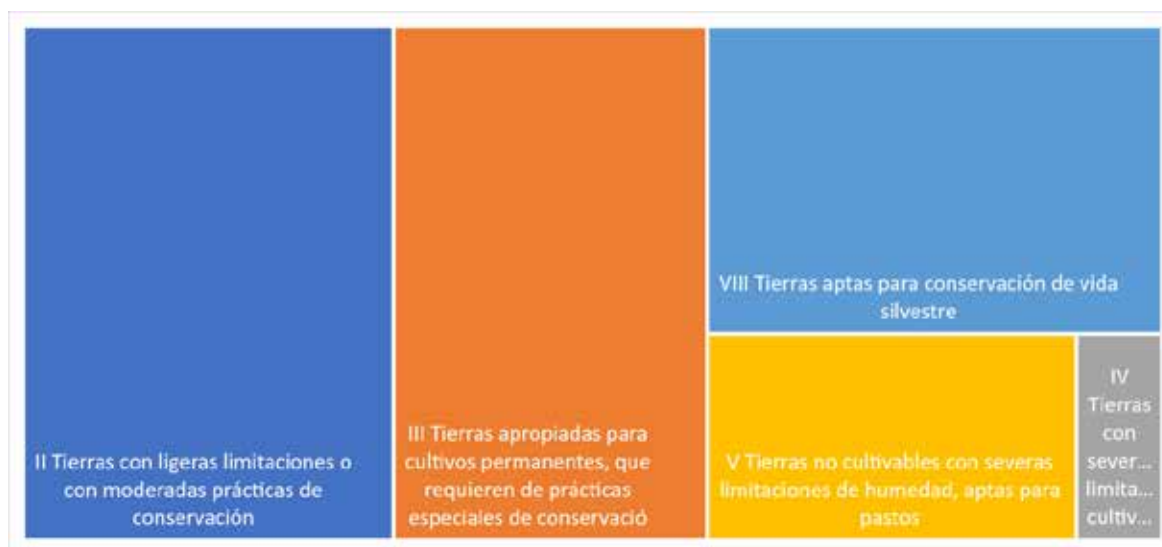 II Tierras con ligeras limitaciones o
con moderadas prácticas de
conservación
III Tierras apropiadas para
cultivos permanentes, que
requieren de prácticas
especiales de conservació
VIII Tierras aptas para conservación de vida
silvestre
V Tierras no cultivables con severas
limitaciones de humedad, aptas para
pastos
IV
Tierras
con
sever...
limita...
cultiv...